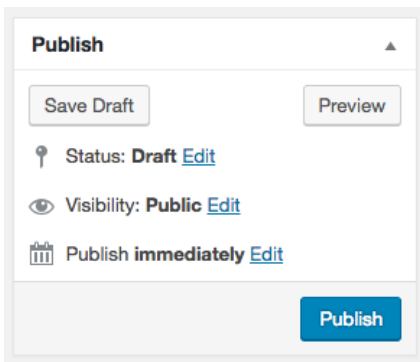 Publish
Save Draft Preview
Status: Draft Edit
Visibility: Public Edit
Publish immediately Edit
Publish